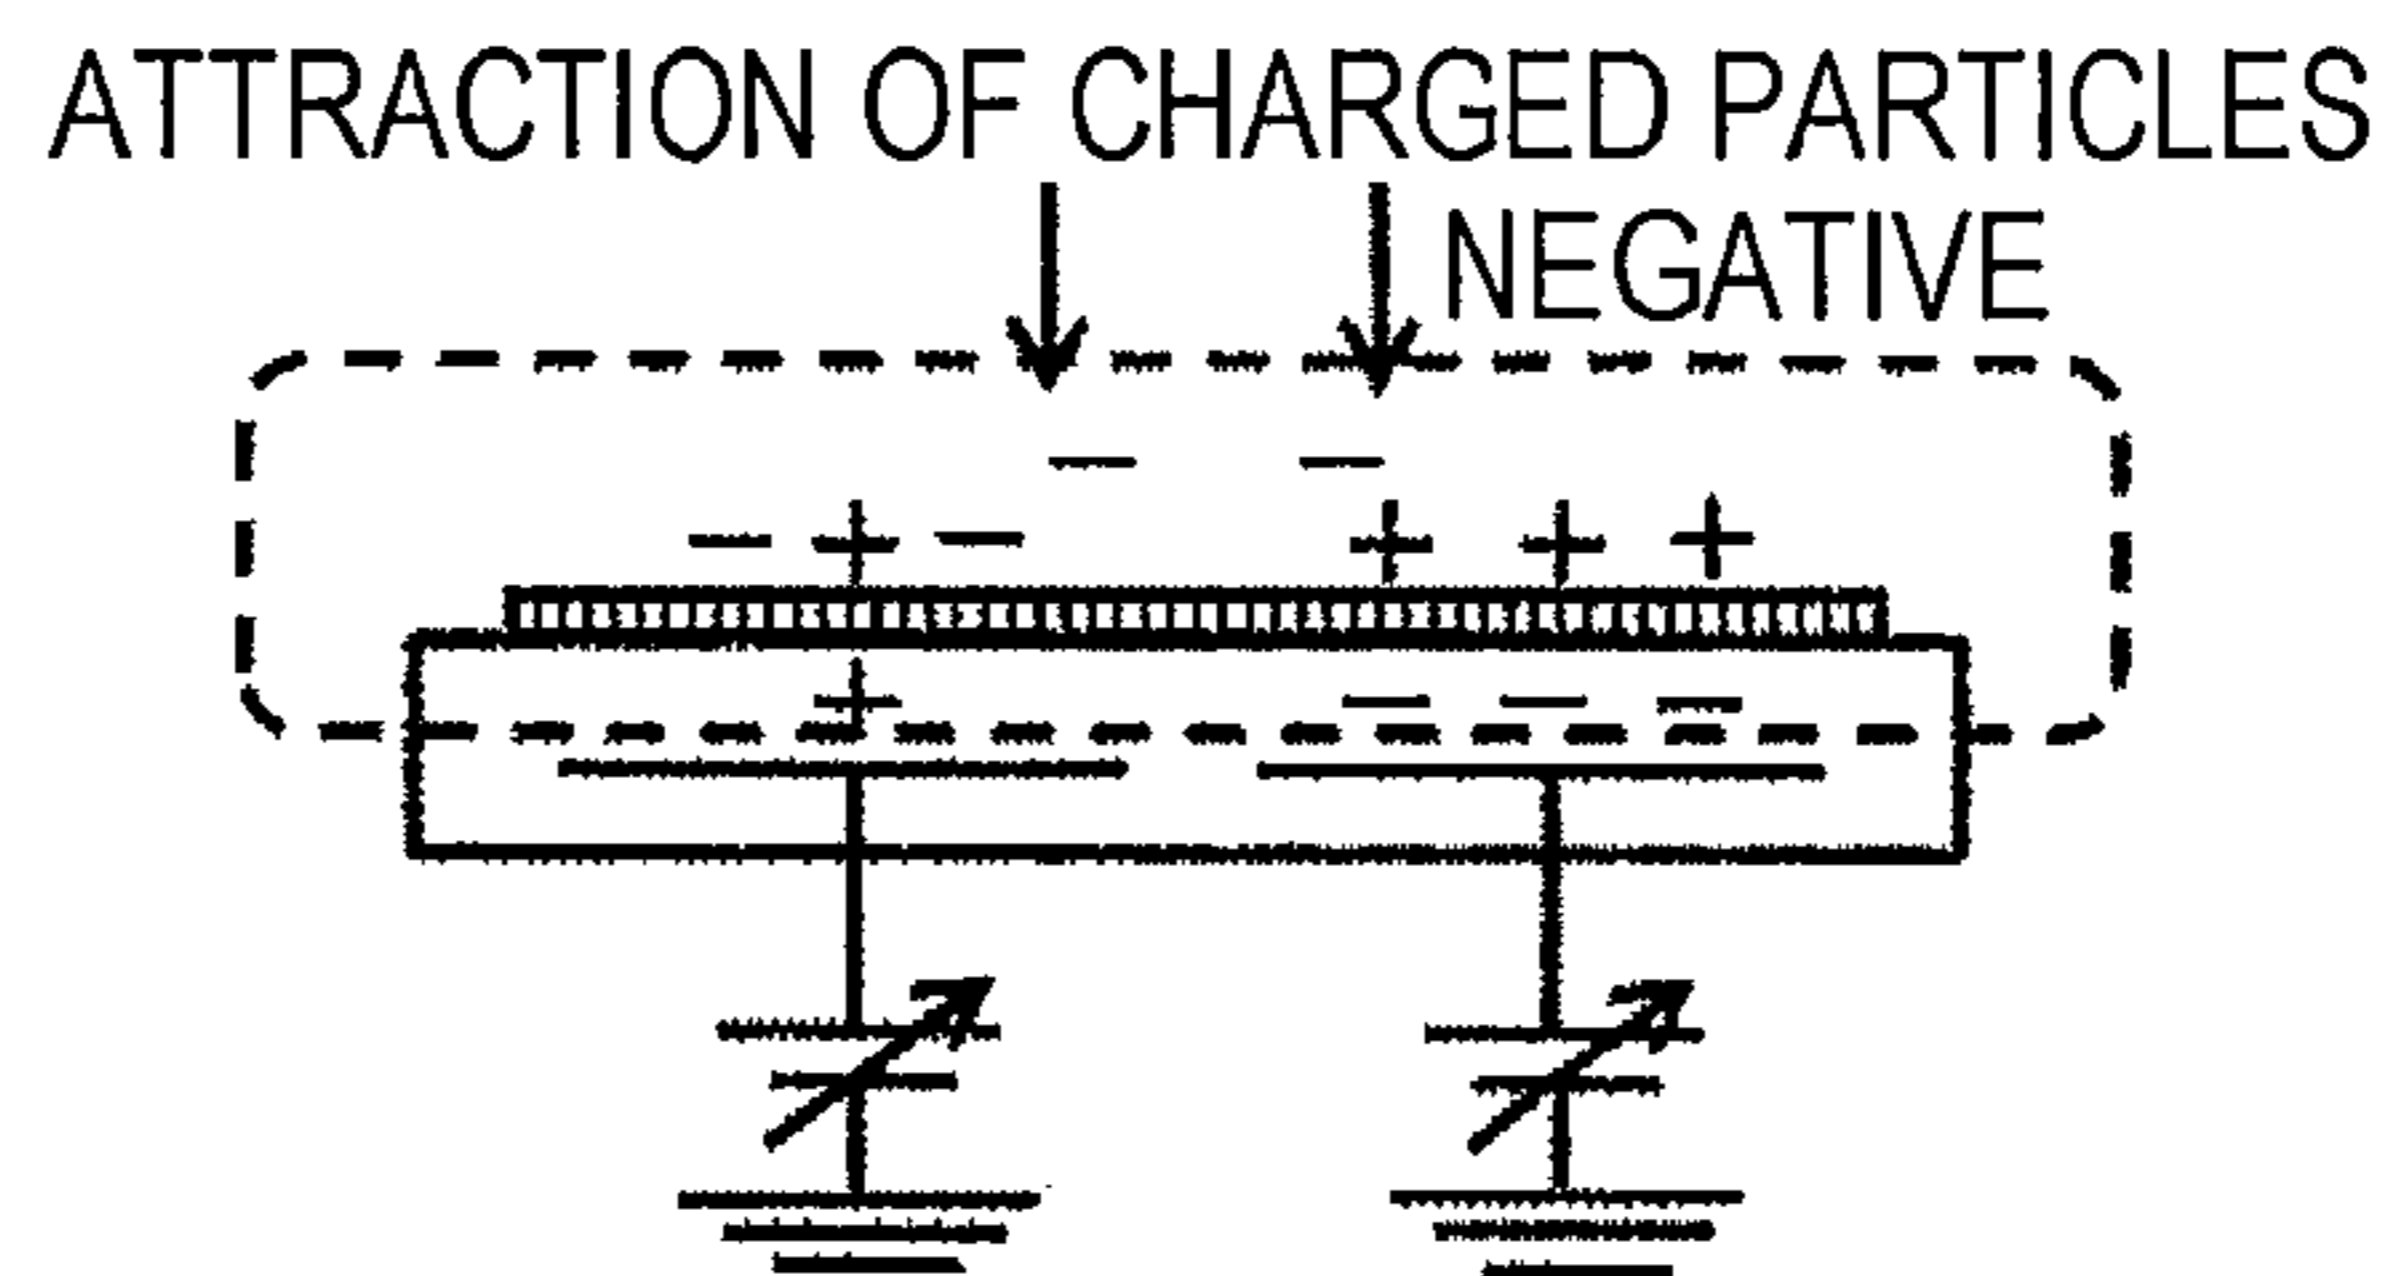 ATTRACTION OF CHARGED PARTICLES
NEGATIVE
− −
− + − + + +
+ − − −